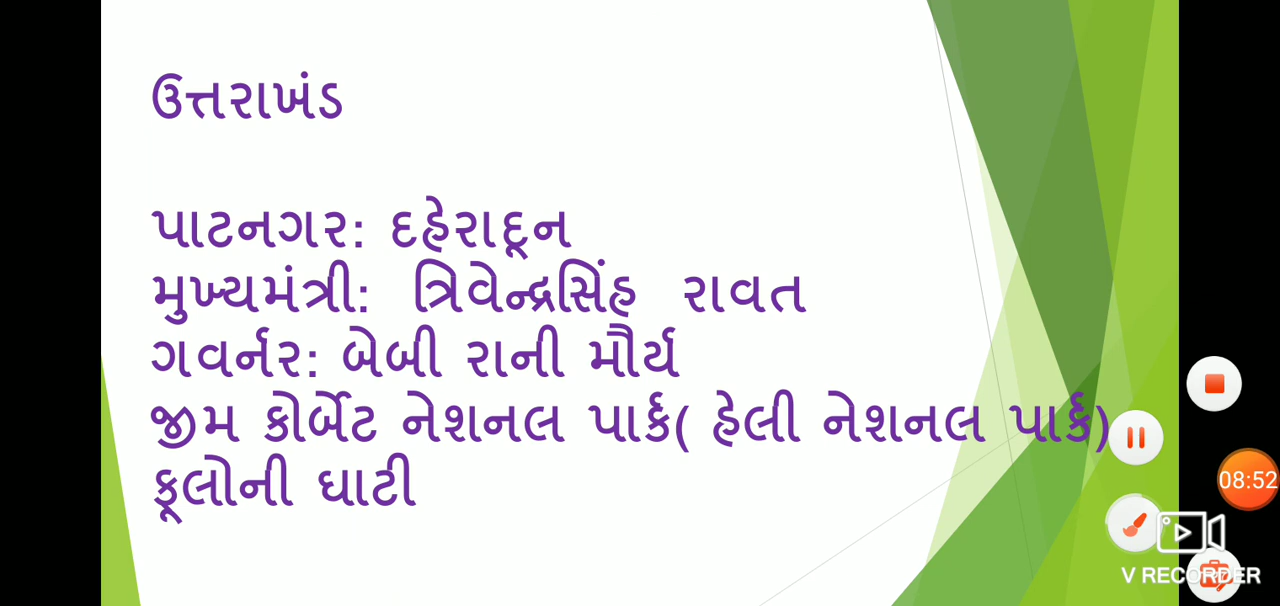 ઉત્તરાખંડ
પાટનગર: દહેરાદૂન
મુખ્યમંત્રી: ત્રિવેન્દ્રસિંહ રાવત
ગવર્નર: બેબી રાની મૌર્ય
જીમ કોર્બેટ નેશનલ પાર્ક( હેલી નેશનલ પાર્ક)
ફૂલોની ઘાટી
08:52
V RECORDER